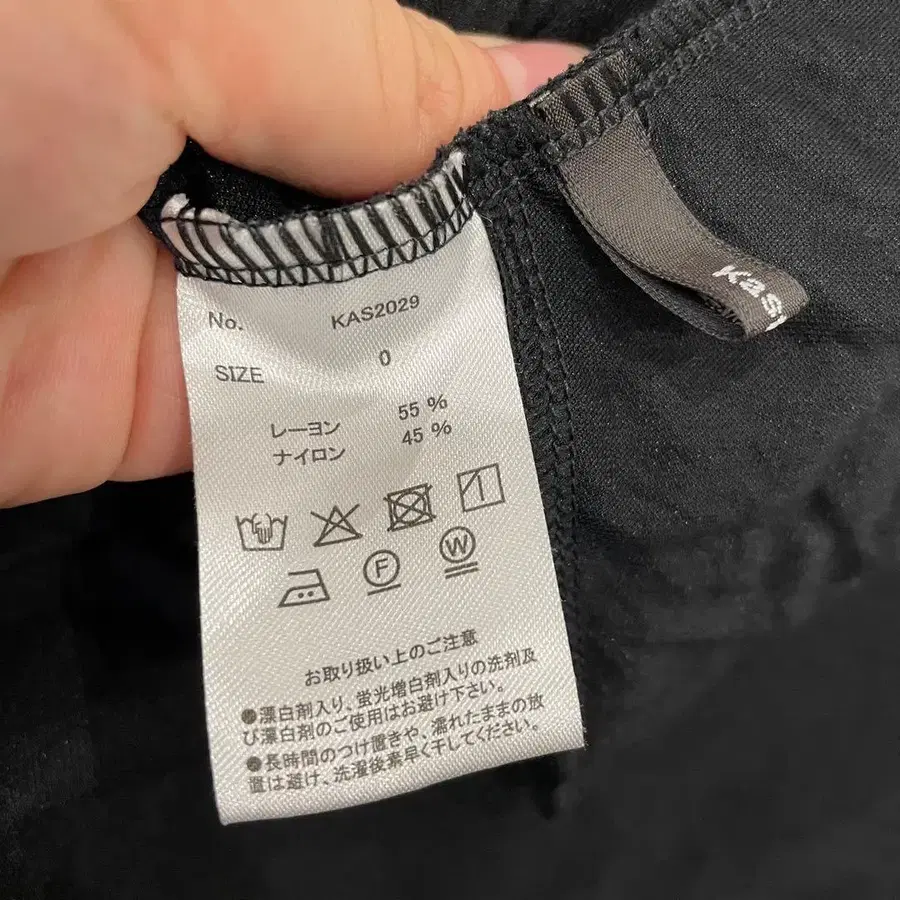 No. KAS2029
SIZE 0
レーヨン 55 %
ナイロン 45 %
F
W
お取り扱い上のご注意
●漂白剤入り、蛍光増白剤入りの洗剤及
び漂白剤のご使用はお避け下さい。
●長時間のつけ置きや、濡れたままの放
置は避け、洗濯後素早く干してください。